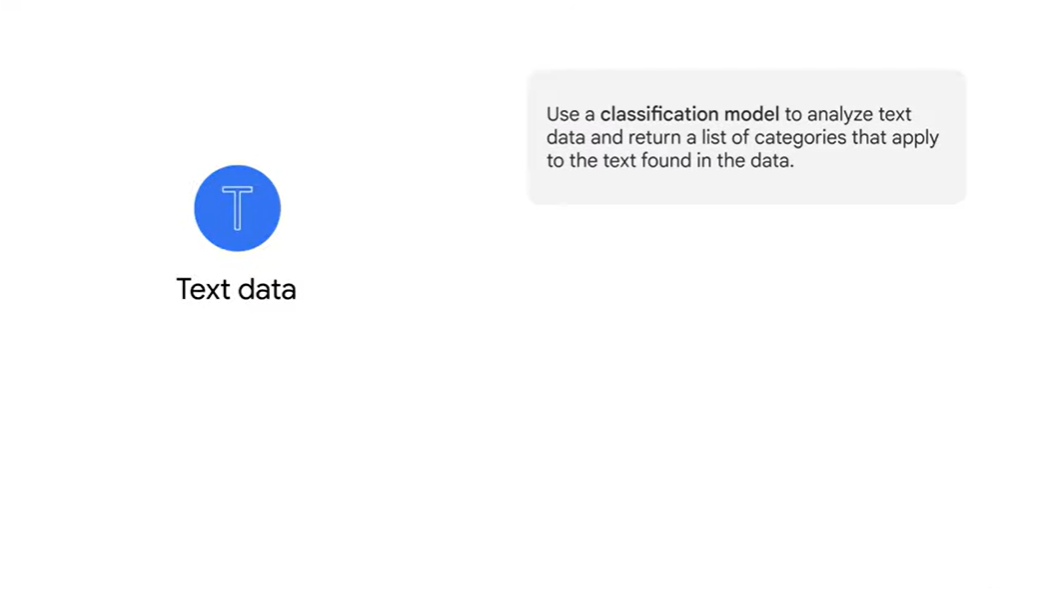 Use a classification model to analyze text
data and return a list of categories that apply
to the text found in the data.
T
Text data